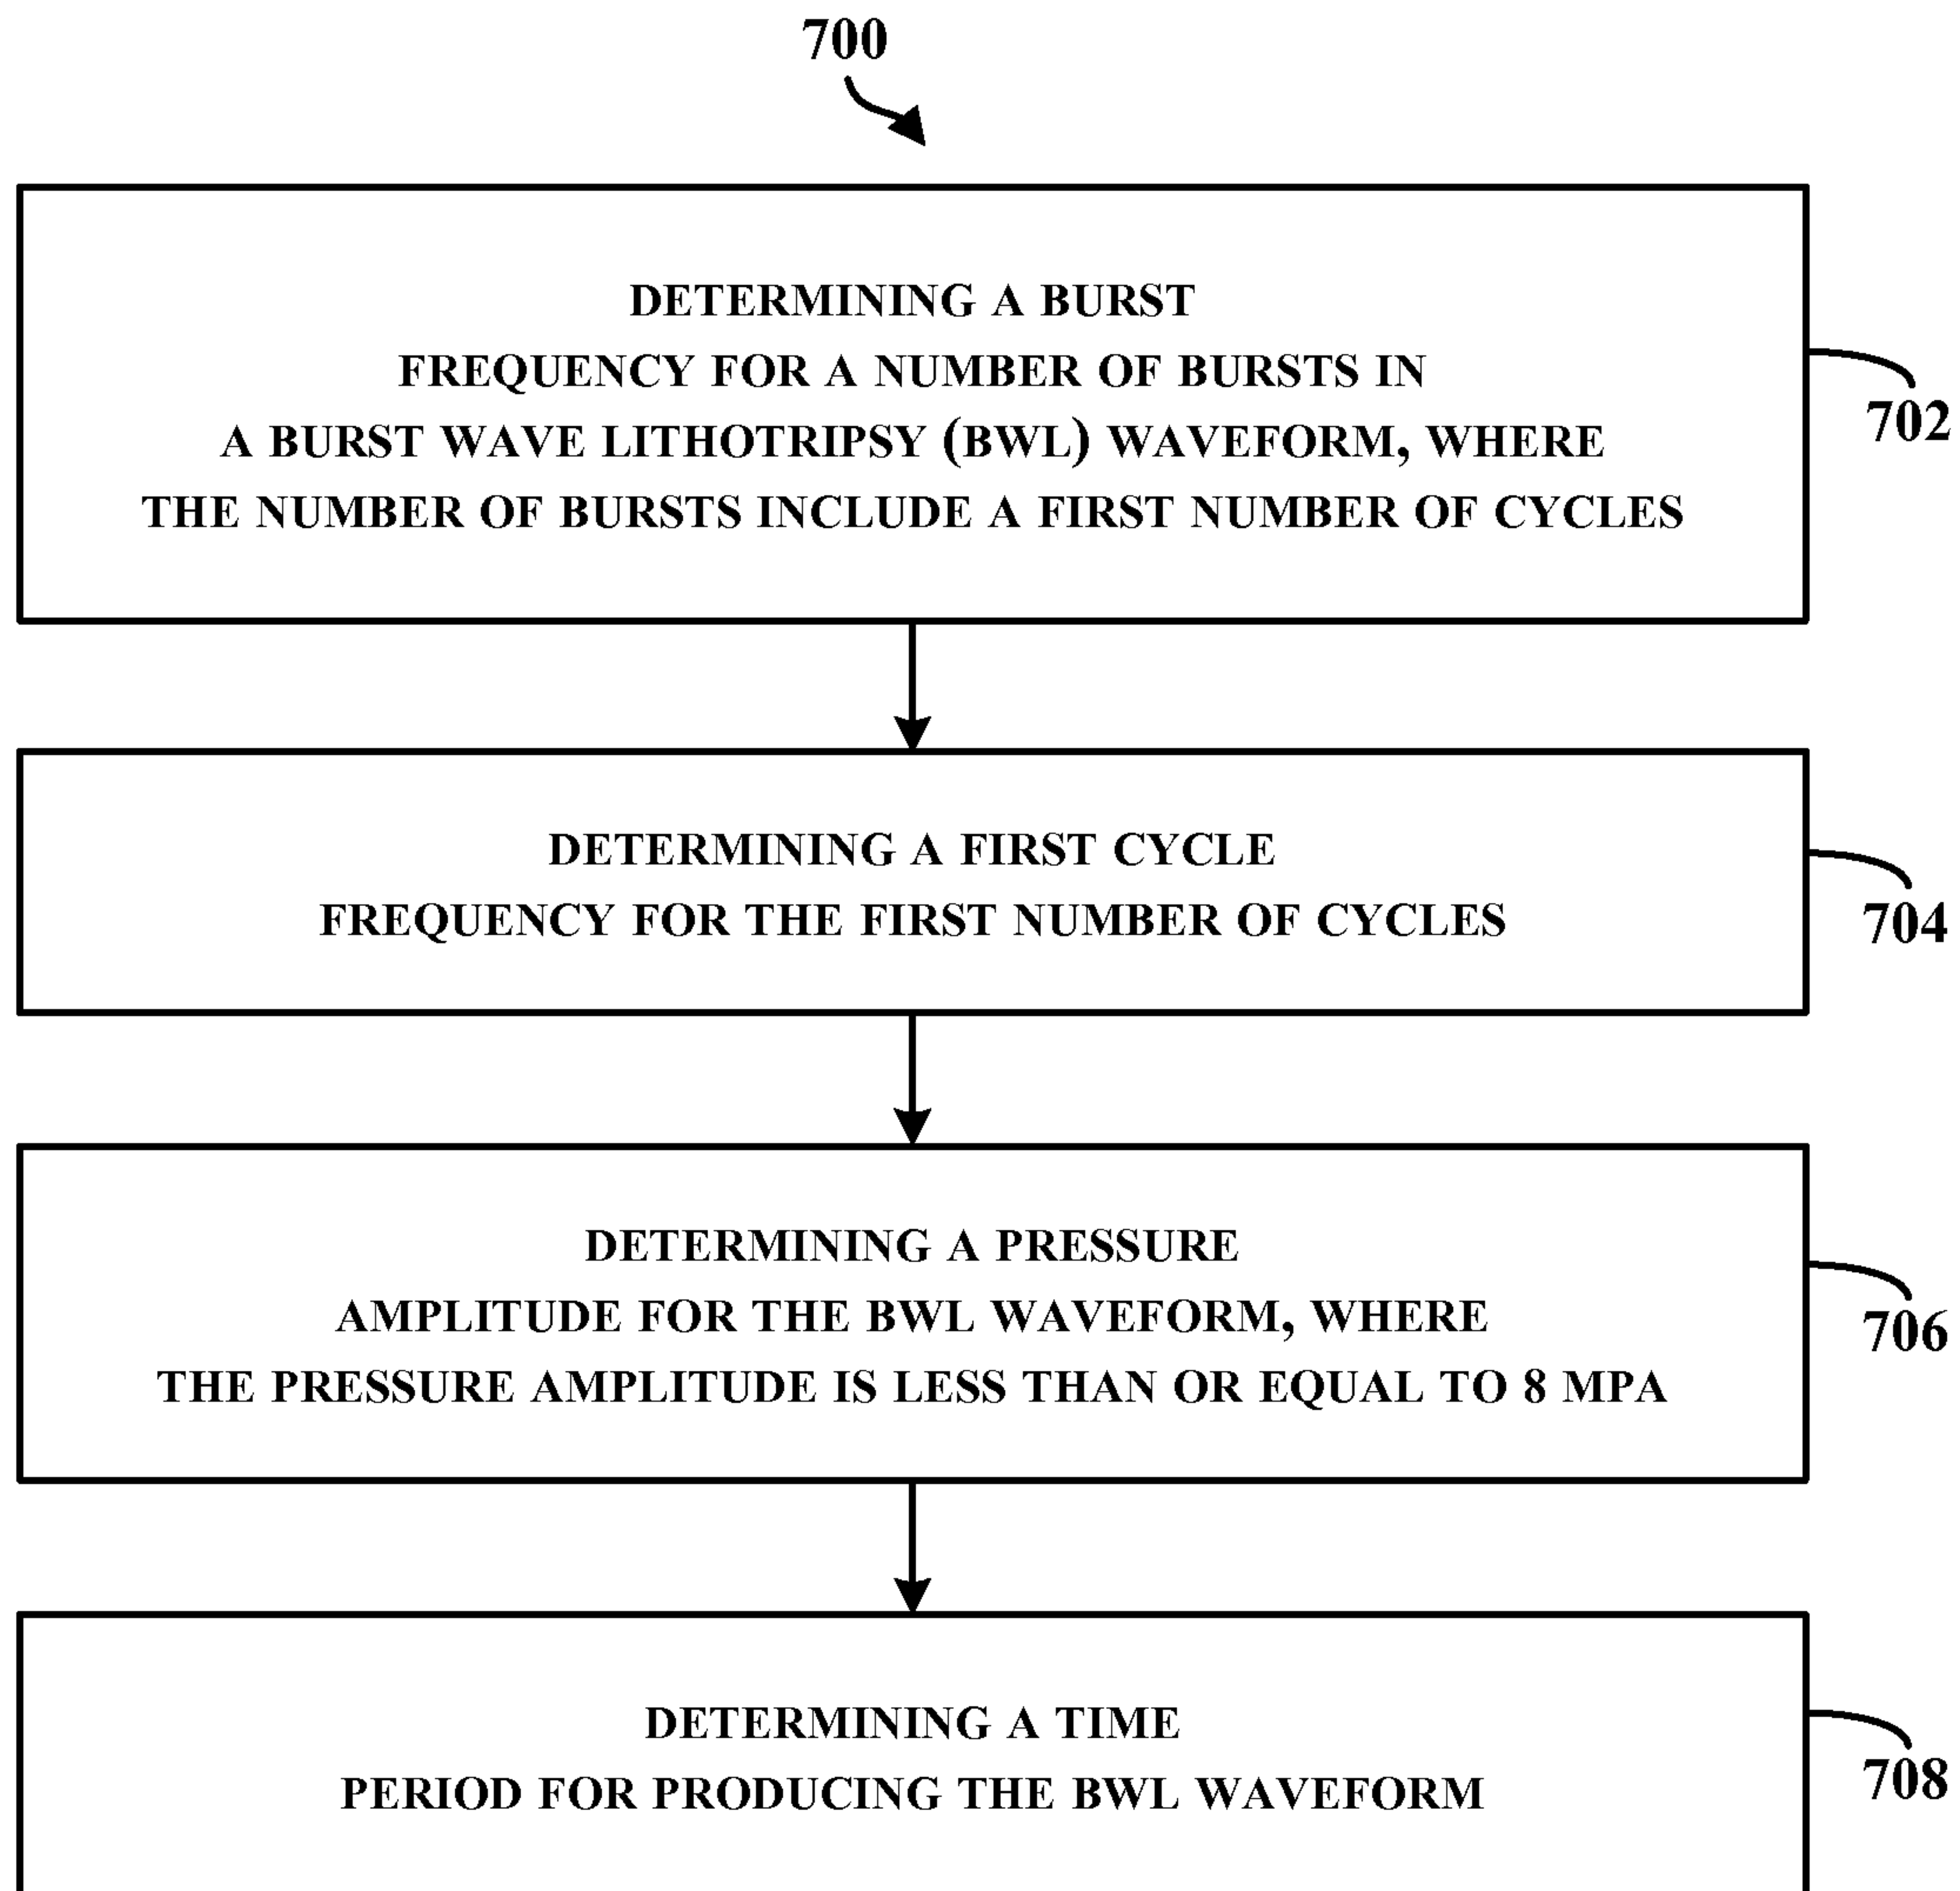 700
DETERMINING A BURST
FREQUENCY FOR A NUMBER OF BURSTS IN
A BURST WAVE LITHOTRIPSY (BWL) WAVEFORM, WHERE
THE NUMBER OF BURSTS INCLUDE A FIRST NUMBER OF CYCLES
702
DETERMINING A FIRST CYCLE
FREQUENCY FOR THE FIRST NUMBER OF CYCLES
704
DETERMINING A PRESSURE
AMPLITUDE FOR THE BWL WAVEFORM, WHERE
THE PRESSURE AMPLITUDE IS LESS THAN OR EQUAL TO 8 MPA
706
DETERMINING A TIME
PERIOD FOR PRODUCING THE BWL WAVEFORM
708